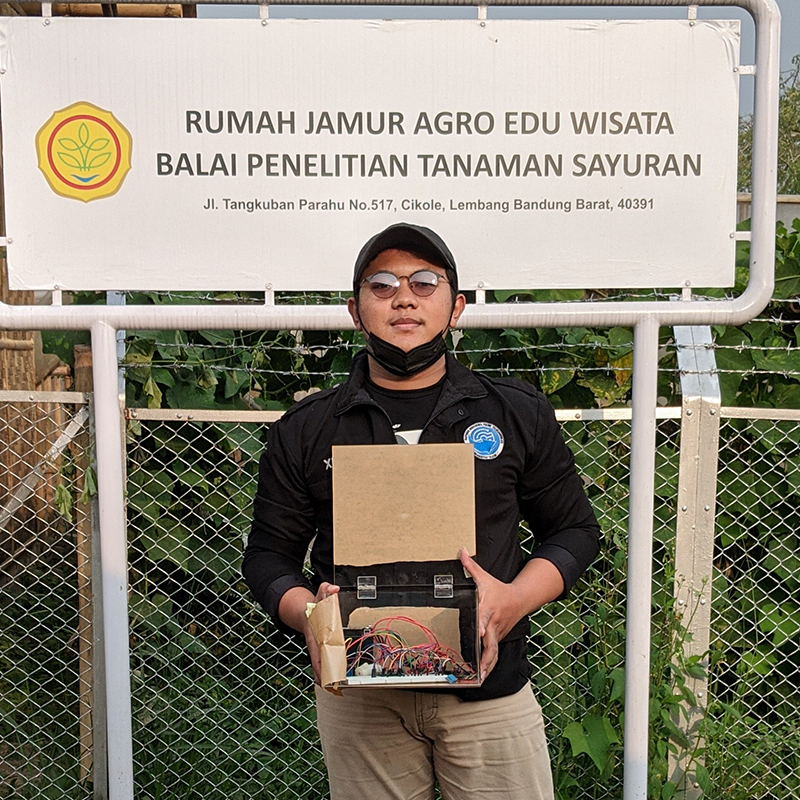 RUMAH JAMUR AGRO EDU WISATA
BALAI PENELITIAN TANAMAN SAYURAN
Jl. Tangkuban Parahu No.517, Cikole, Lembang Bandung Barat, 40391